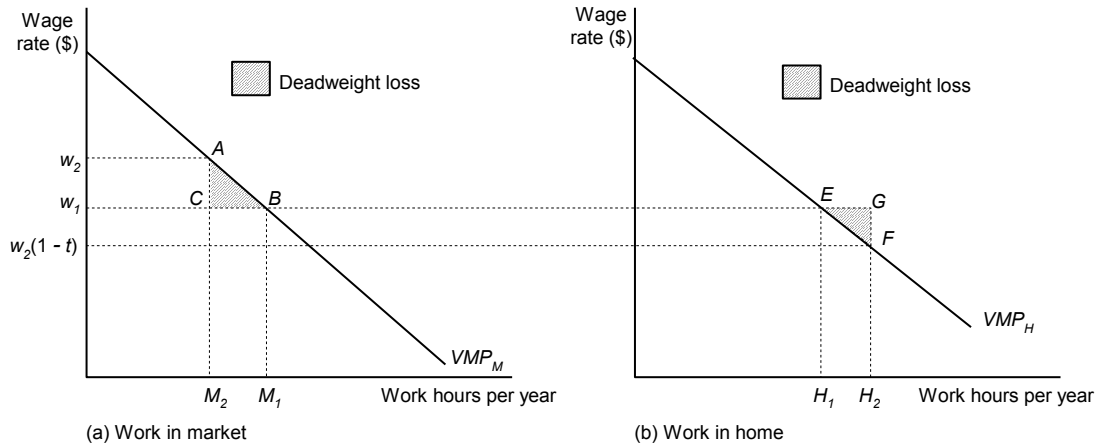 Wage
rate ($)
Deadweight loss
A
w2
C
B
w1
w2(1 - t)
VMPM
M2
M1
Work hours per year
(a) Work in market
Wage
rate ($)
Deadweight loss
E
G
F
VMPH
H1
H2
Work hours per year
(b) Work in home